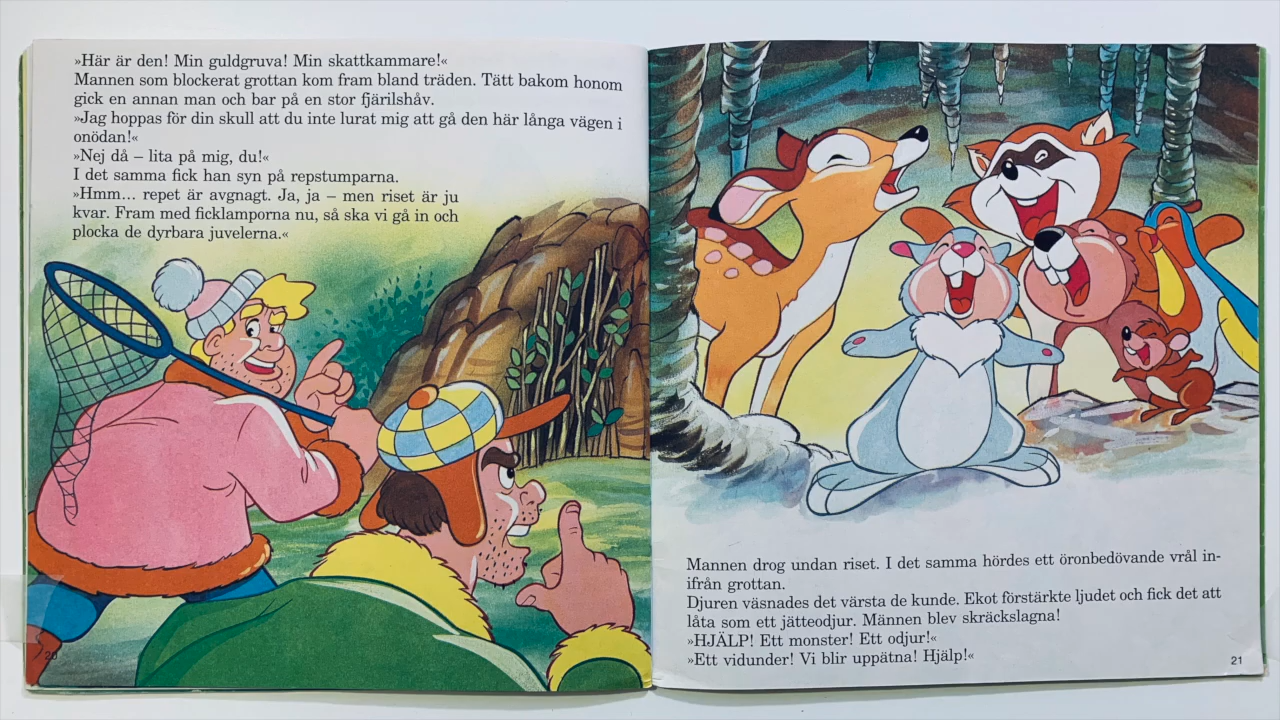 »Här är den! Min guldgruva! Min skattkammare!«
Mannen som blockerat grottan kom fram bland träden. Tätt bakom honom
gick en annan man och bar på en stor fjärilshåv.
»Jag hoppas för din skull att du inte lurat mig att gå den här långa vägen i
onödan!«
»Nej då – lita på mig, du!«
I det samma fick han syn på repstumparna.
»Hmm... repet är avgnagt. Ja, ja – men riset är ju
kvar. Fram med ficklamporna nu, så ska vi gå in och
plocka de dyrbara juvelerna.«
20
Mannen drog undan riset. I det samma hördes ett öronbedövande vrål in-
ifrån grottan.
Djuren väsnades det värsta de kunde. Ekot förstärkte ljudet och fick det att
låta som ett jätteodjur. Männen blev skräckslagna!
»HJÄLP! Ett monster! Ett odjur!«
»Ett vidunder! Vi blir uppätna! Hjälp!«
21